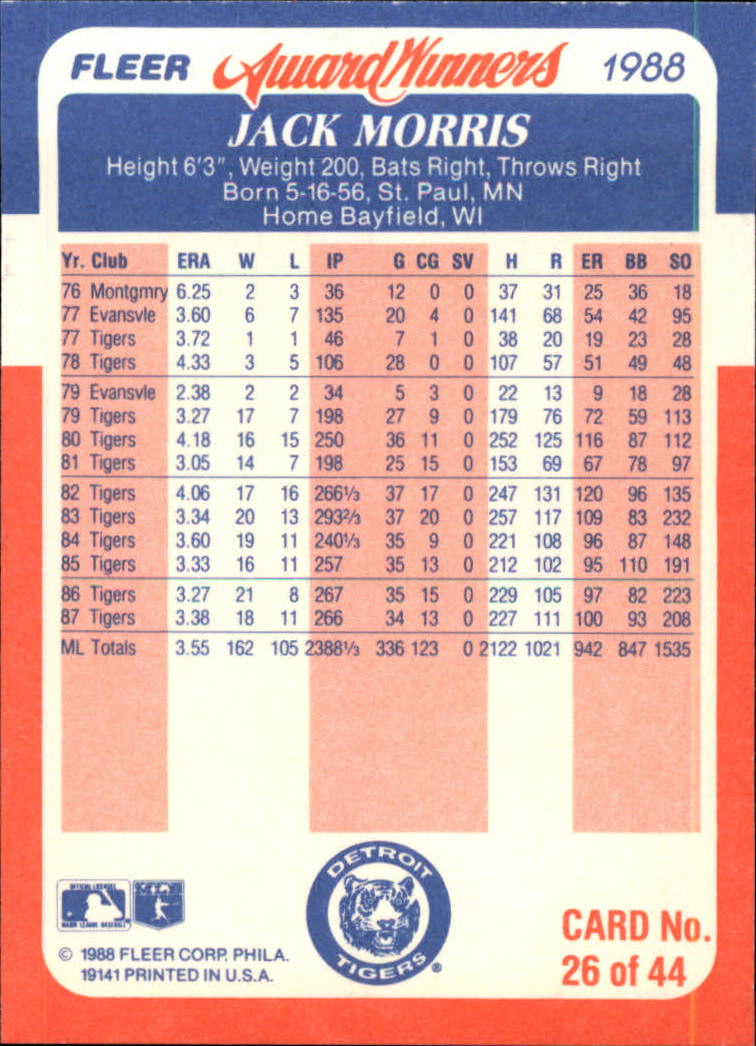 FLEER Award Winners 1988
JACK MORRIS
Height 6'3", Weight 200, Bats Right, Throws Right
Born 5-16-56, St. Paul, MN
Home Bayfield, WI
Yr. Club ERA W L IP G CG SV H R ER BB SO
76 Montgmry 6.25 2 3 36 12 0 0 37 31 25 36 18
77 Evansvle 3.60 6 7 135 20 4 0 141 68 54 42 95
77 Tigers 3.72 1 1 46 7 1 0 38 20 19 23 28
78 Tigers 4.33 3 5 106 28 0 0 107 57 51 49 48
79 Evansvle 2.38 2 2 34 5 3 0 22 13 9 18 28
79 Tigers 3.27 17 7 198 27 9 0 179 76 72 59 113
80 Tigers 4.18 16 15 250 36 11 0 252 125 116 87 112
81 Tigers 3.05 14 7 198 25 15 0 153 69 67 78 97
82 Tigers 4.06 17 16 266⅓ 37 17 0 247 131 120 96 135
83 Tigers 3.34 20 13 293⅔ 37 20 0 257 117 109 83 232
84 Tigers 3.60 19 11 240⅓ 35 9 0 221 108 96 87 148
85 Tigers 3.33 16 11 257 35 13 0 212 102 95 110 191
86 Tigers 3.27 21 8 267 35 15 0 229 105 97 82 223
87 Tigers 3.38 18 11 266 34 13 0 227 111 100 93 208
ML Totals 3.55 162 105 2388⅓ 336 123 0 2122 1021 942 847 1535
OFFICIAL LICENSEE
MAJOR LEAGUE BASEBALL
DETROIT
TIGERS ®
© 1988 FLEER CORP. PHILA.
19141 PRINTED IN U.S.A.
CARD No.
26 of 44